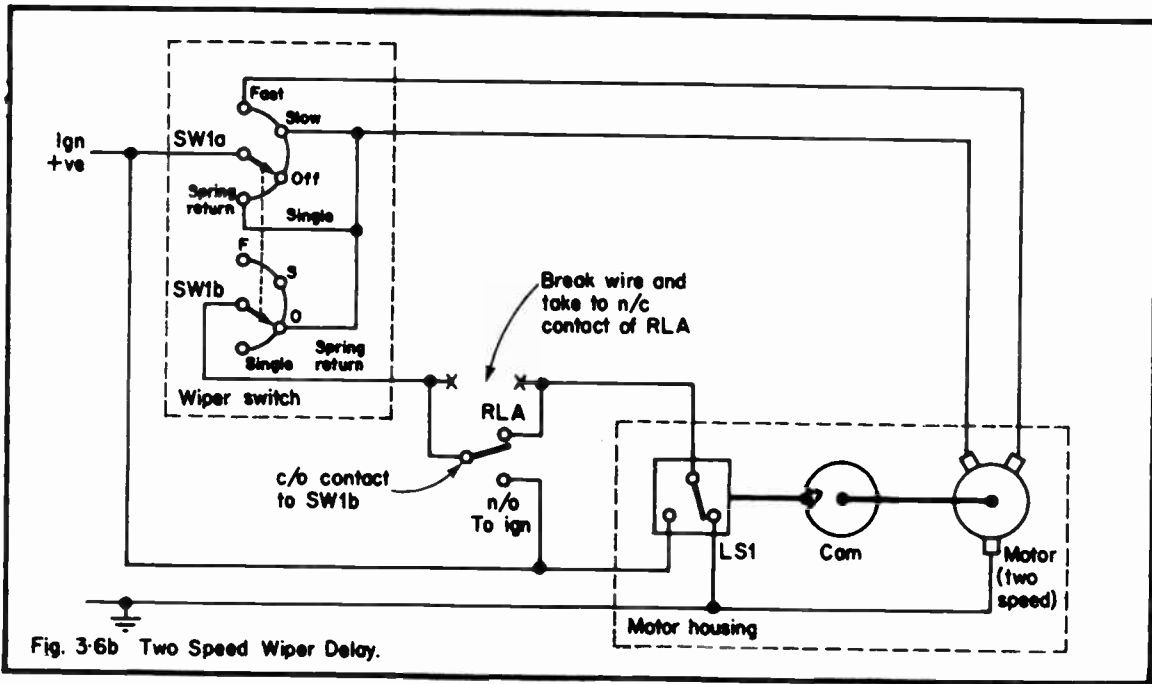 Fast
Slow
Ign
+ve
SW1a
Off
Spring
return
Single
F
S
SW1b
O
Spring
return
Single
Wiper switch
Break wire and
take to n/c
contact of RLA
RLA
c/o contact
to SW1b
n/o
To ign
LS1
Cam
Motor
(two
speed)
Motor housing
Fig. 3·6b Two Speed Wiper Delay.